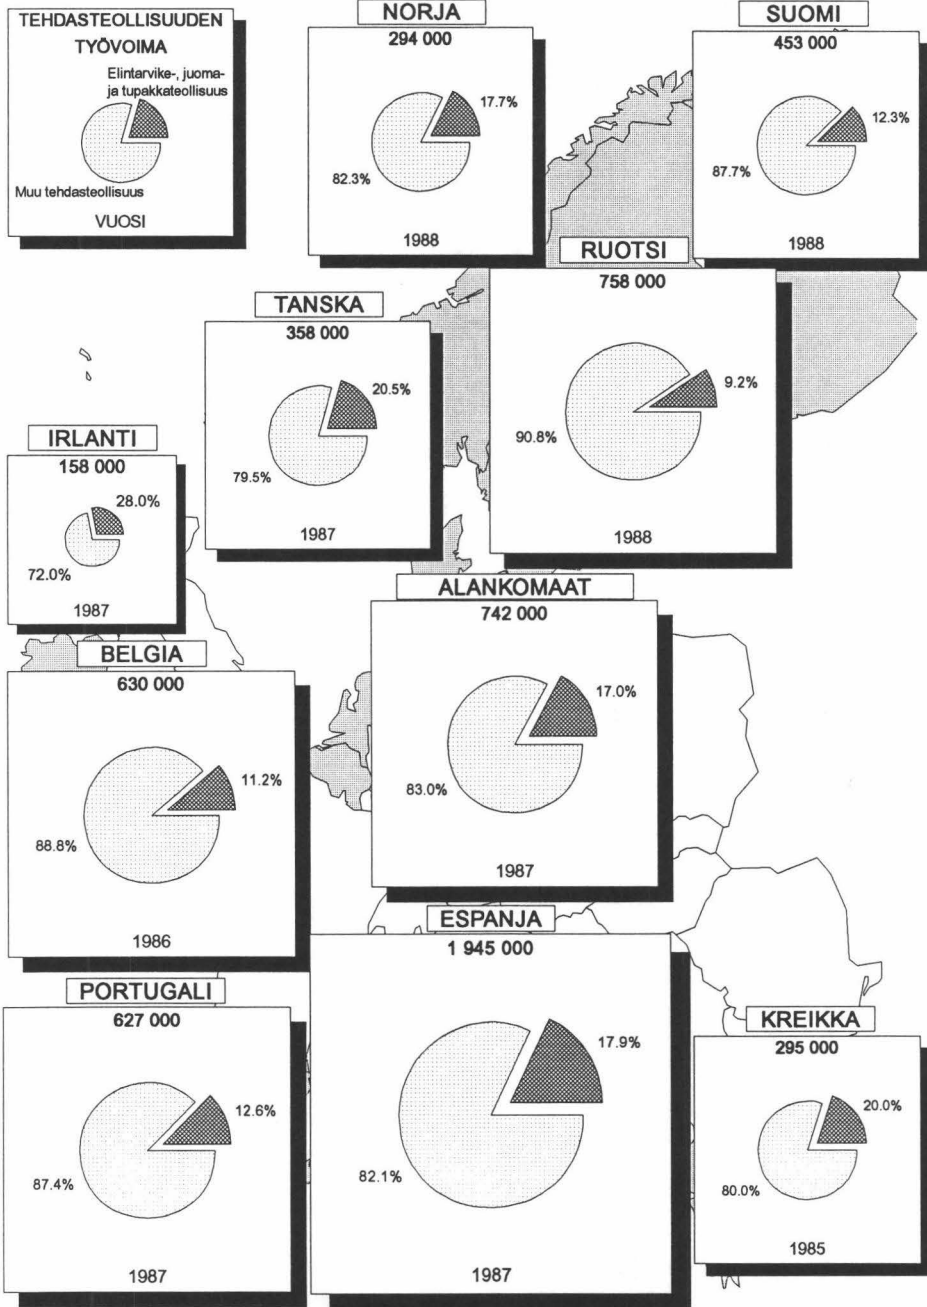 TEHDASTEOLLISUUDEN
TYÖVOIMA
Elintarvike-, juoma-
ja tupakkateollisuus
Muu tehdasteollisuus
VUOSI
NORJA
294 000
17.7%
82.3%
1988
SUOMI
453 000
12.3%
87.7%
1988
TANSKA
358 000
20.5%
79.5%
1987
RUOTSI
758 000
9.2%
90.8%
1988
IRLANTI
158 000
28.0%
72.0%
1987
ALANKOMAAT
742 000
17.0%
83.0%
1987
BELGIA
630 000
11.2%
88.8%
1986
ESPANJA
1 945 000
17.9%
82.1%
1987
PORTUGALI
627 000
12.6%
87.4%
1987
KREIKKA
295 000
20.0%
80.0%
1985